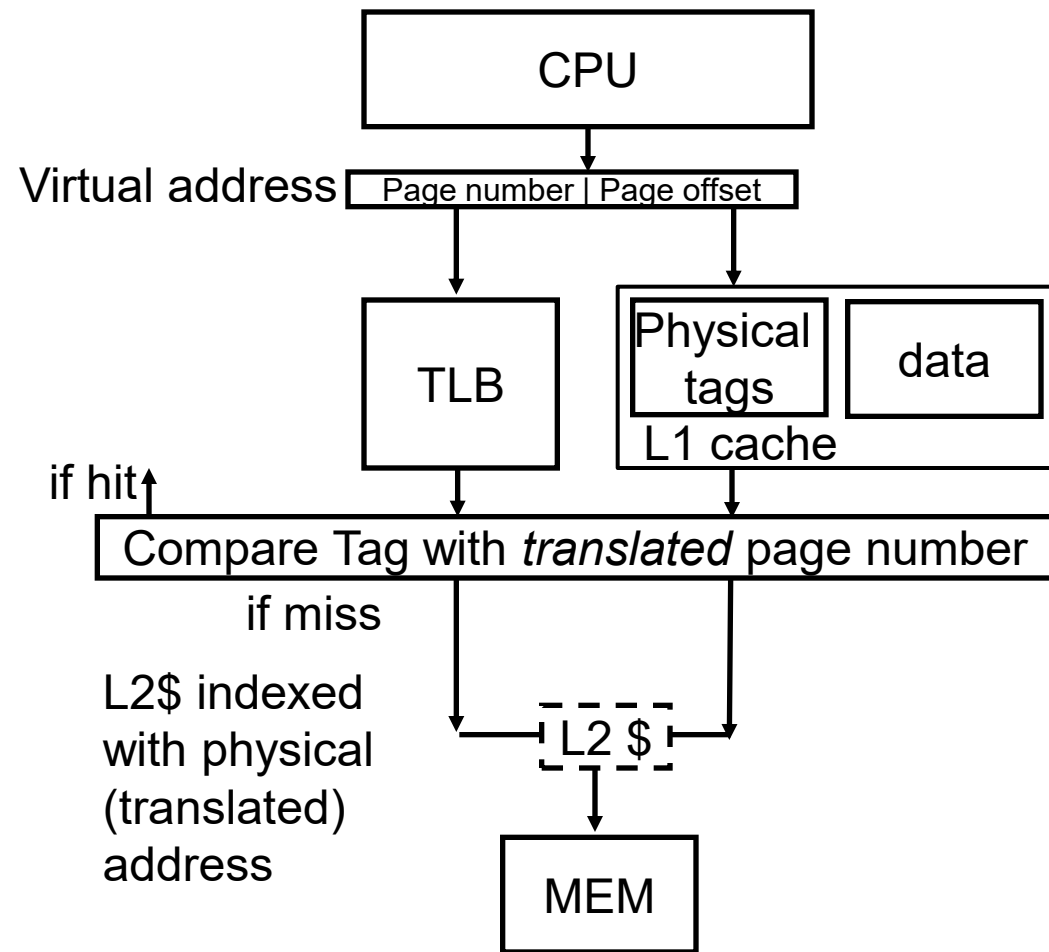 CPU
Virtual address
Page number | Page offset
TLB
Physical
tags
data
L1 cache
if hit
Compare Tag with translated page number
if miss
L2$ indexed
with physical
(translated)
address
L2 $
MEM